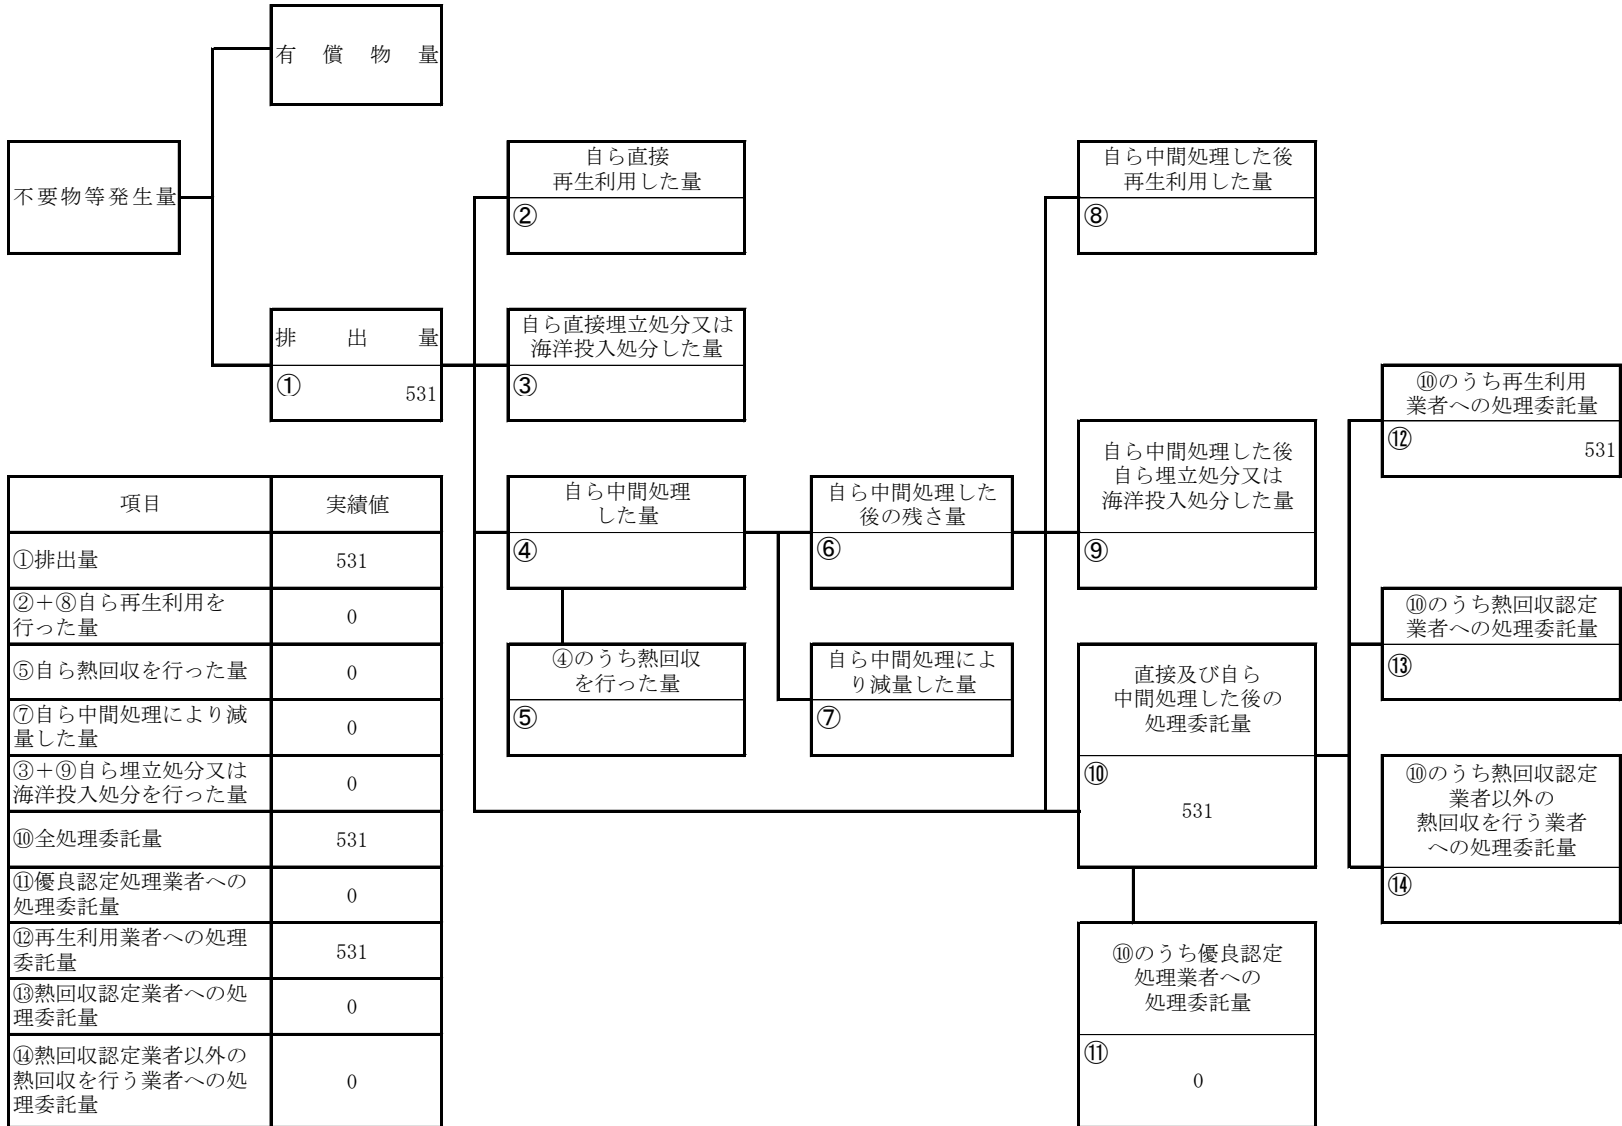 有償物量
不要物等発生量
自ら直接
再生利用した量
②
自ら中間処理した後
再生利用した量
⑧
排出量
①
531
自ら直接埋立処分又は
海洋投入処分した量
③
⑩のうち再生利用
業者への処理委託量
⑫
531
自ら中間処理した後
自ら埋立処分又は
海洋投入処分した量
⑨
自ら中間処理
した量
④
自ら中間処理した
後の残さ量
⑥
⑩のうち熱回収認定
業者への処理委託量
⑬
④のうち熱回収
を行った量
⑤
自ら中間処理によ
り減量した量
⑦
直接及び自ら
中間処理した後の
処理委託量
⑩
531
⑩のうち熱回収認定
業者以外の
熱回収を行う業者
への処理委託量
⑭
⑩のうち優良認定
処理業者への
処理委託量
⑪
0
項目 実績値
①排出量 531
②＋⑧自ら再生利用を
行った量 0
⑤自ら熱回収を行った量 0
⑦自ら中間処理により減
量した量 0
③＋⑨自ら埋立処分又は
海洋投入処分を行った量 0
⑩全処理委託量 531
⑪優良認定処理業者への
処理委託量 0
⑫再生利用業者への処理
委託量 531
⑬熱回収認定業者への処
理委託量 0
⑭熱回収認定業者以外の
熱回収を行う業者への処
理委託量 0